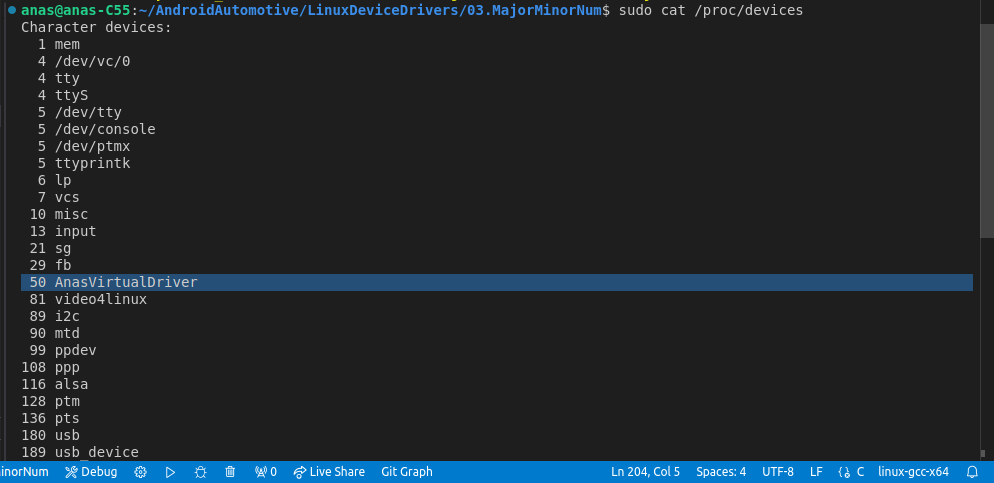 anas@anas-C55:~/AndroidAutomotive/LinuxDeviceDrivers/03.MajorMinorNum$ sudo cat /proc/devices
Character devices:
  1 mem
  4 /dev/vc/0
  4 tty
  4 ttyS
  5 /dev/tty
  5 /dev/console
  5 /dev/ptmx
  5 ttyprintk
  6 lp
  7 vcs
 10 misc
 13 input
 21 sg
 29 fb
 50 AnasVirtualDriver
 81 video4linux
 89 i2c
 90 mtd
 99 ppdev
108 ppp
116 alsa
128 ptm
136 pts
180 usb
189 usb_device
inorNum Debug 0 Live Share Git Graph Ln 204, Col 5 Spaces: 4 UTF-8 LF C linux-gcc-x64